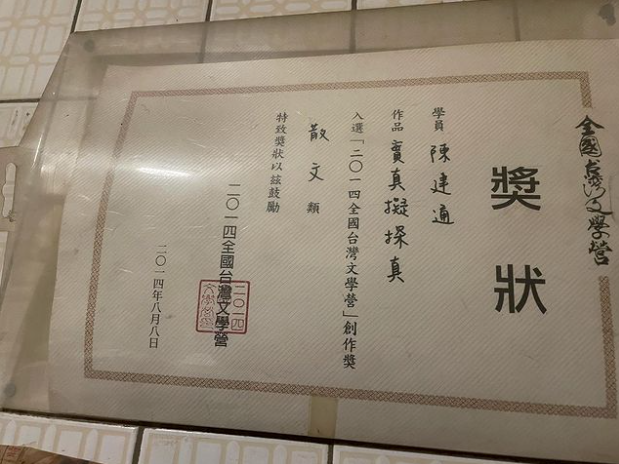 全國台灣文學營
獎狀
學員 陳建通
作品 賣真擬探真
入選「二〇一四全國台灣文學營」創作獎
散文 類
特致獎狀以茲鼓勵
二〇一四全國台灣文學營
二〇一四年八月八日